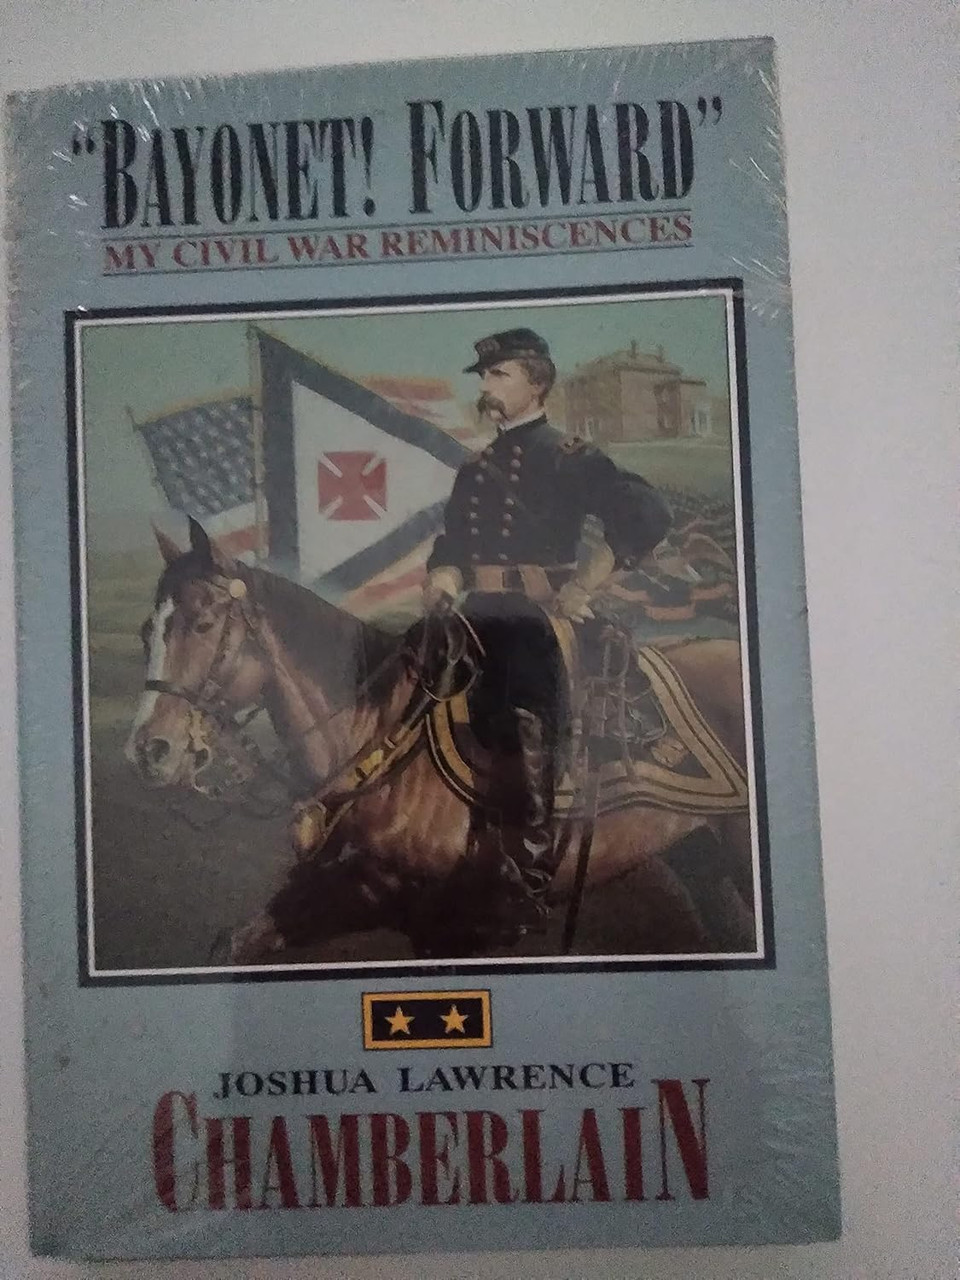 "BAYONET! FORWARD"
MY CIVIL WAR REMINISCENCES
JOSHUA LAWRENCE
CHAMBERLAIN